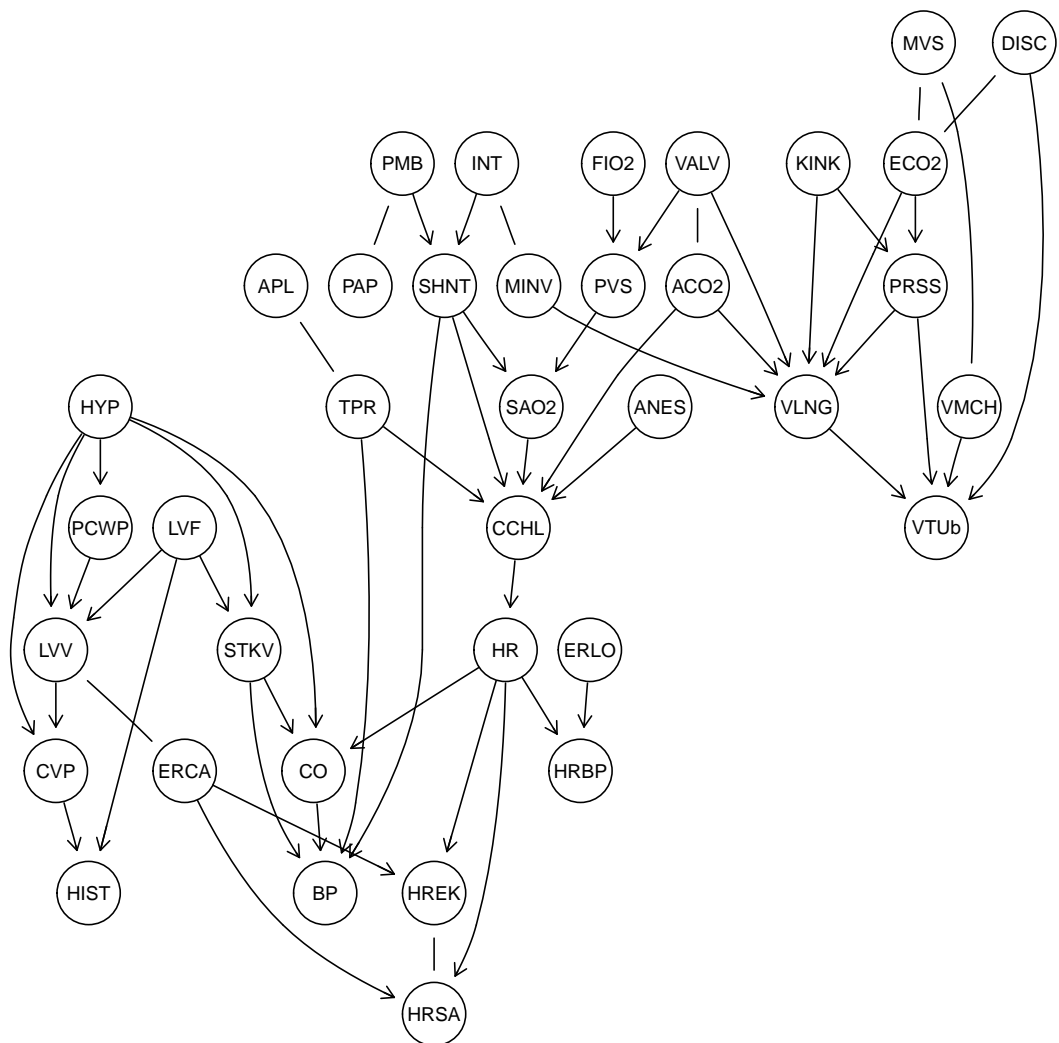 MVS DISC
PMB INT FIO2 VALV KINK ECO2
APL PAP SHNT MINV PVS ACO2 PRSS
HYP TPR SAO2 ANES VLNG VMCH
PCWP LVF CCHL VTUb
LVV STKV HR ERLO
CVP ERCA CO HRBP
HIST BP HREK
HRSA